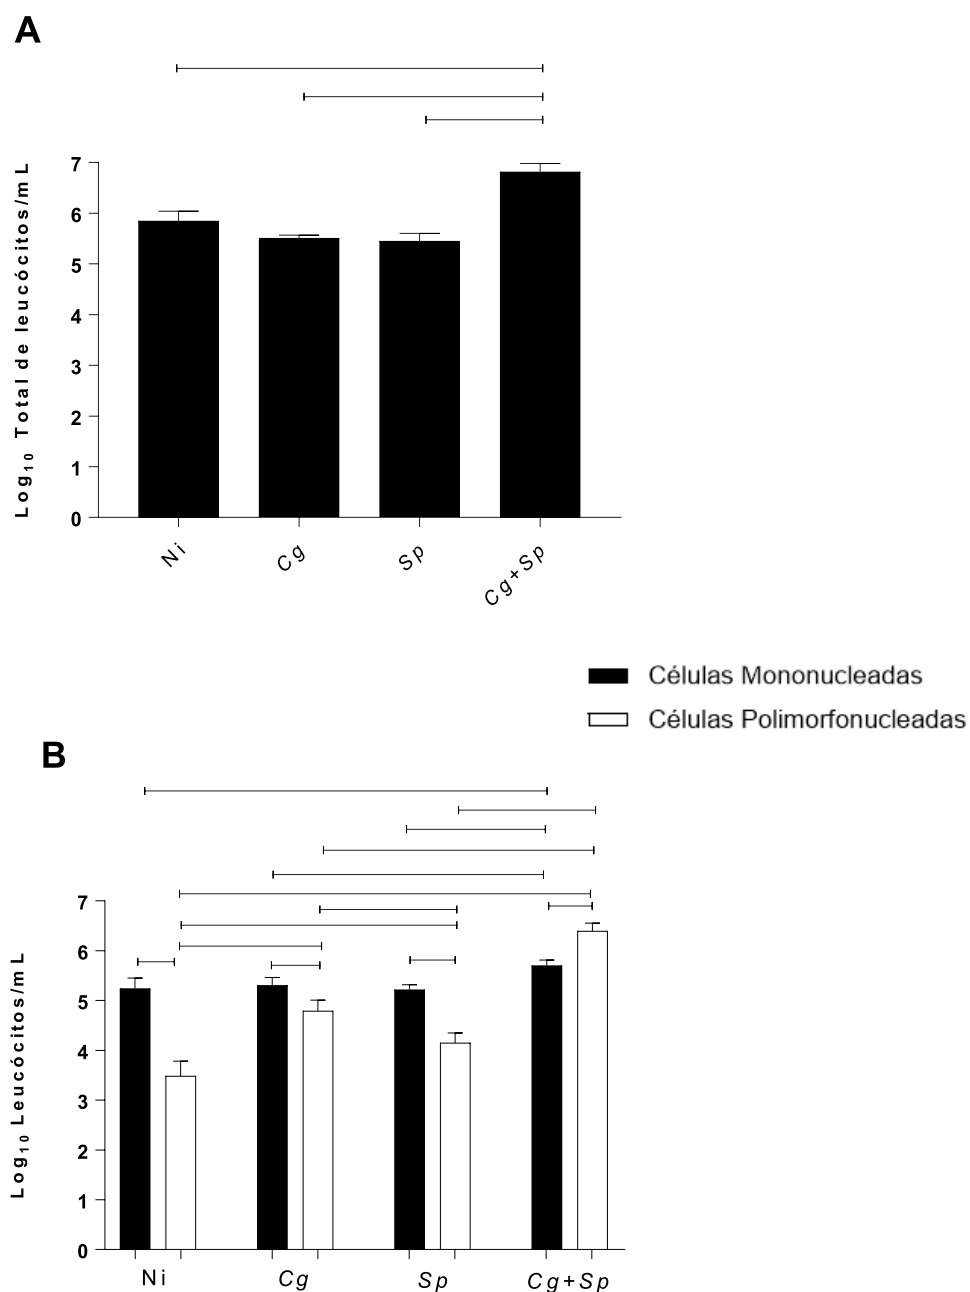 A
Log10 Total de leucócitos/mL
7
6
5
4
3
2
1
0
Ni
Cg
Sp
Cg+Sp
Células Mononucleadas
Células Polimorfonucleadas
B
Log10 Leucócitos/mL
7
6
5
4
3
2
1
0
Ni
Cg
Sp
Cg+Sp